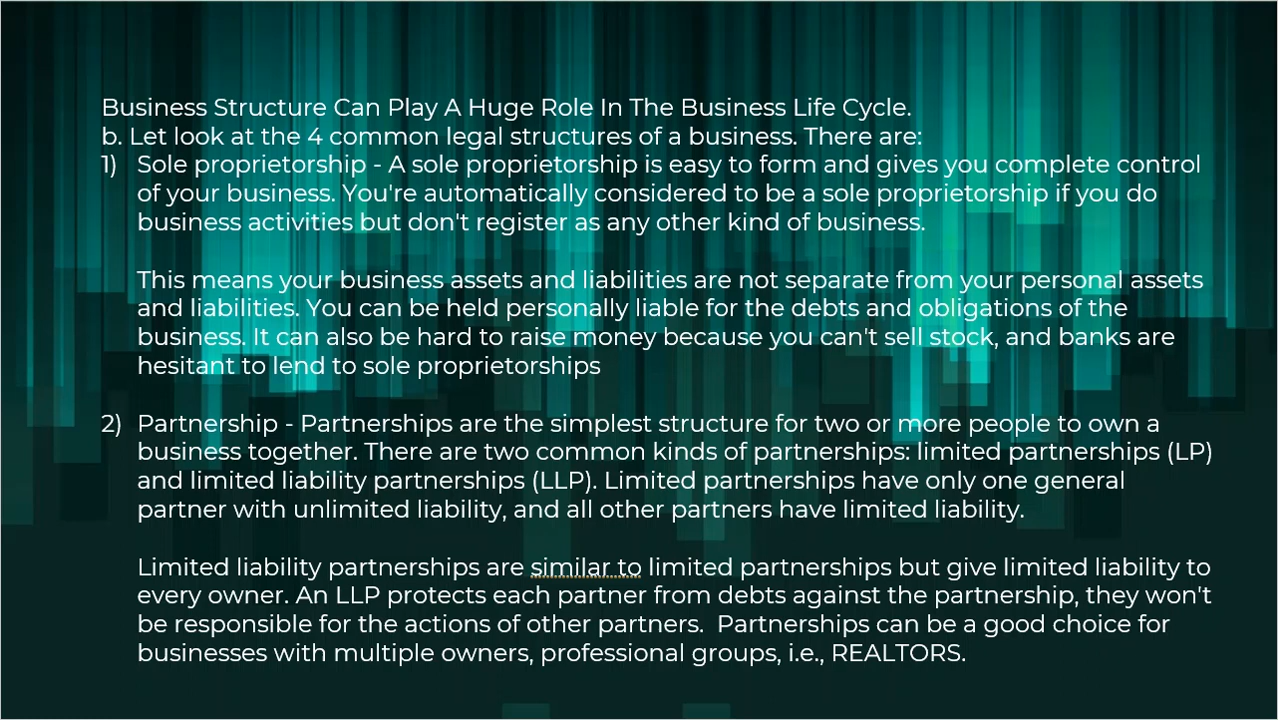 Business Structure Can Play A Huge Role In The Business Life Cycle.
b. Let look at the 4 common legal structures of a business. There are:
1) Sole proprietorship - A sole proprietorship is easy to form and gives you complete control
of your business. You're automatically considered to be a sole proprietorship if you do
business activities but don't register as any other kind of business.
This means your business assets and liabilities are not separate from your personal assets
and liabilities. You can be held personally liable for the debts and obligations of the
business. It can also be hard to raise money because you can't sell stock, and banks are
hesitant to lend to sole proprietorships
2) Partnership - Partnerships are the simplest structure for two or more people to own a
business together. There are two common kinds of partnerships: limited partnerships (LP)
and limited liability partnerships (LLP). Limited partnerships have only one general
partner with unlimited liability, and all other partners have limited liability.
Limited liability partnerships are similar to limited partnerships but give limited liability to
every owner. An LLP protects each partner from debts against the partnership, they won't
be responsible for the actions of other partners.  Partnerships can be a good choice for
businesses with multiple owners, professional groups, i.e., REALTORS.